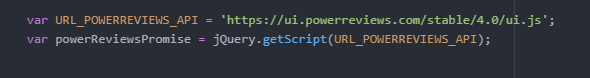 var URL_POWERREVIEWS_API = 'https://ui.powerreviews.com/stable/4.0/ui.js';
var powerReviewsPromise = jQuery.getScript(URL_POWERREVIEWS_API);